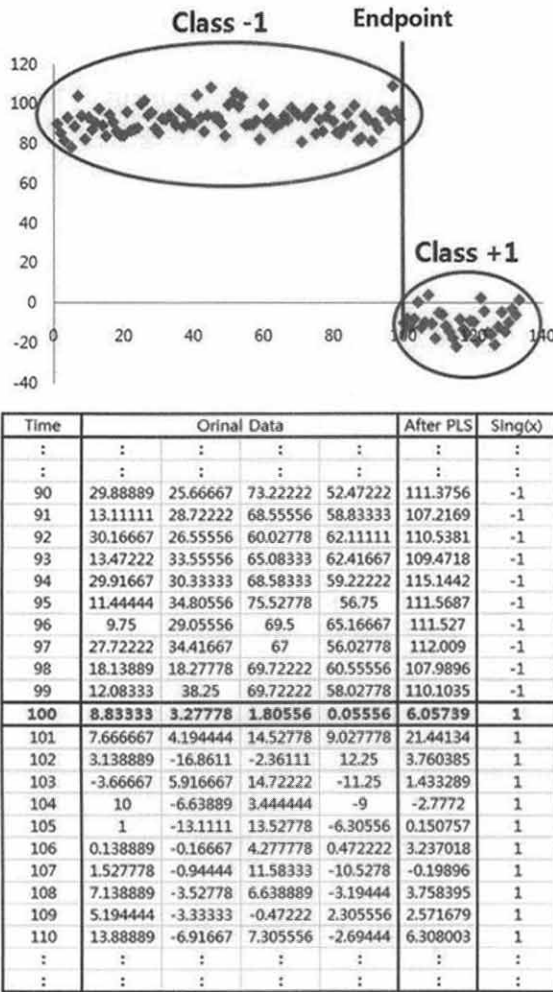 Class -1
Endpoint
120
100
80
60
40
20
0
-20
-40
Class +1
0 20 40 60 80 100 120 140
Time Orinal Data After PLS Sing(x)
: : : : : : :
: : : : : : :
90 29.88889 25.66667 73.22222 52.47222 111.3756 -1
91 13.11111 28.72222 68.55556 58.83333 107.2169 -1
92 30.16667 26.55556 60.02778 62.11111 110.5381 -1
93 13.47222 33.55556 65.08333 62.41667 109.4718 -1
94 29.91667 30.33333 68.58333 59.22222 115.1442 -1
95 11.44444 34.80556 75.52778 56.75 111.5687 -1
96 9.75 29.05556 69.5 65.16667 111.527 -1
97 27.72222 34.41667 67 56.02778 112.009 -1
98 18.13889 18.27778 69.72222 60.55556 107.9896 -1
99 12.08333 38.25 69.72222 58.02778 110.1035 -1
100 8.83333 3.27778 1.80556 0.05556 6.05739 1
101 7.666667 4.194444 14.52778 9.027778 21.44134 1
102 3.138889 -16.8611 -2.36111 12.25 3.760385 1
103 -3.66667 5.916667 14.72222 -11.25 1.433289 1
104 10 -6.63889 3.444444 -9 -2.7772 1
105 1 -13.1111 13.52778 -6.30556 0.150757 1
106 0.138889 -0.16667 4.277778 0.472222 3.237018 1
107 1.527778 -0.94444 11.58333 -10.5278 -0.19896 1
108 7.138889 -3.52778 6.638889 -3.19444 3.758395 1
109 5.194444 -3.33333 -0.47222 2.305556 2.571679 1
110 13.88889 -6.91667 7.305556 -2.69444 6.308003 1
: : : : : : :
: : : : : : :